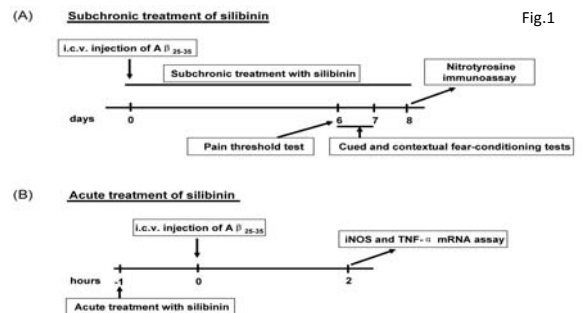 Fig.1
(A) Subchronic treatment of silibinin
i.c.v. injection of A β 25-35
Nitrotyrosine
immunoassay
Subchronic treatment with silibinin
days 0 6 7 8
Pain threshold test
Cued and contextual fear-conditioning tests
(B) Acute treatment of silibinin
i.c.v. injection of A β 25-35
iNOS and TNF-α mRNA assay
hours -1 0 2
Acute treatment with silibinin